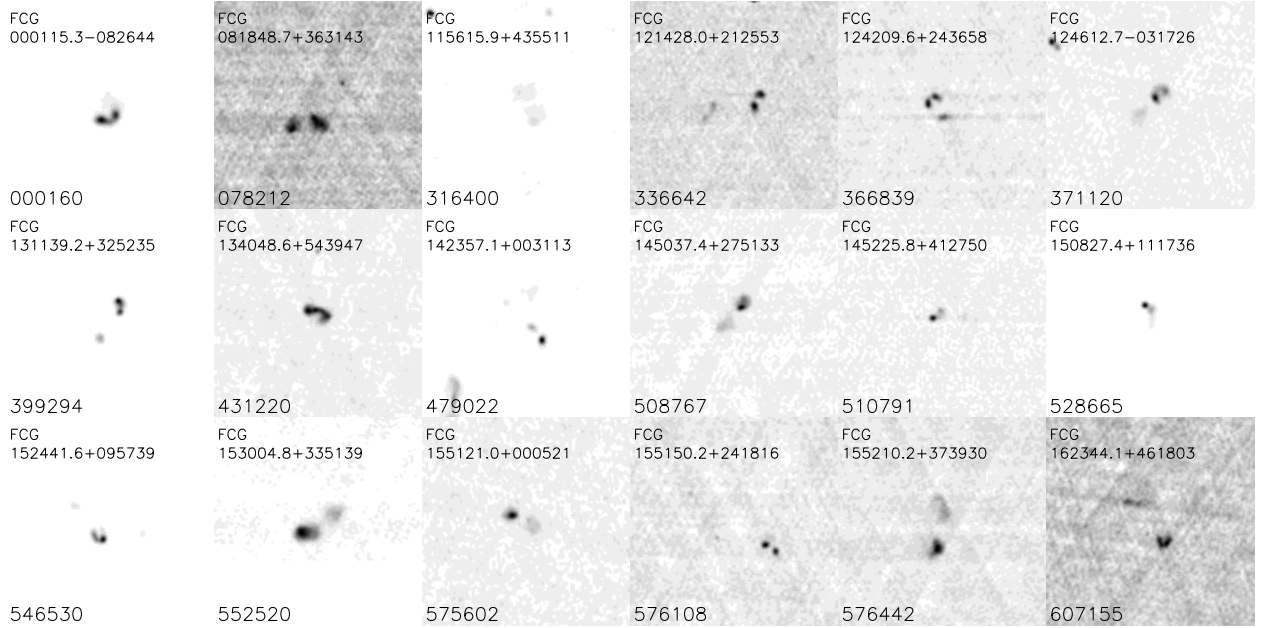 FCG
000115.3−082644
000160
FCG
081848.7+363143
078212
FCG
115615.9+435511
316400
FCG
121428.0+212553
336642
FCG
124209.6+243658
366839
FCG
124612.7−031726
371120
FCG
131139.2+325235
399294
FCG
134048.6+543947
431220
FCG
142357.1+003113
479022
FCG
145037.4+275133
508767
FCG
145225.8+412750
510791
FCG
150827.4+111736
528665
FCG
152441.6+095739
546530
FCG
153004.8+335139
552520
FCG
155121.0+000521
575602
FCG
155150.2+241816
576108
FCG
155210.2+373930
576442
FCG
162344.1+461803
607155